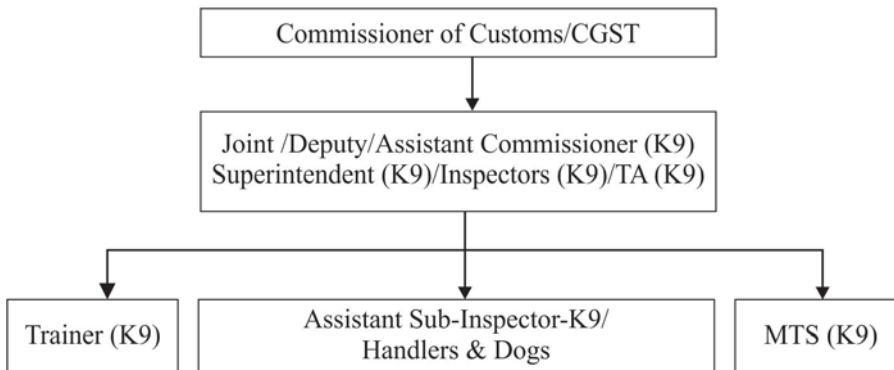 Commissioner of Customs/CGST
Joint /Deputy/Assistant Commissioner (K9)
Superintendent (K9)/Inspectors (K9)/TA (K9)
Trainer (K9)
Assistant Sub-Inspector-K9/
Handlers & Dogs
MTS (K9)